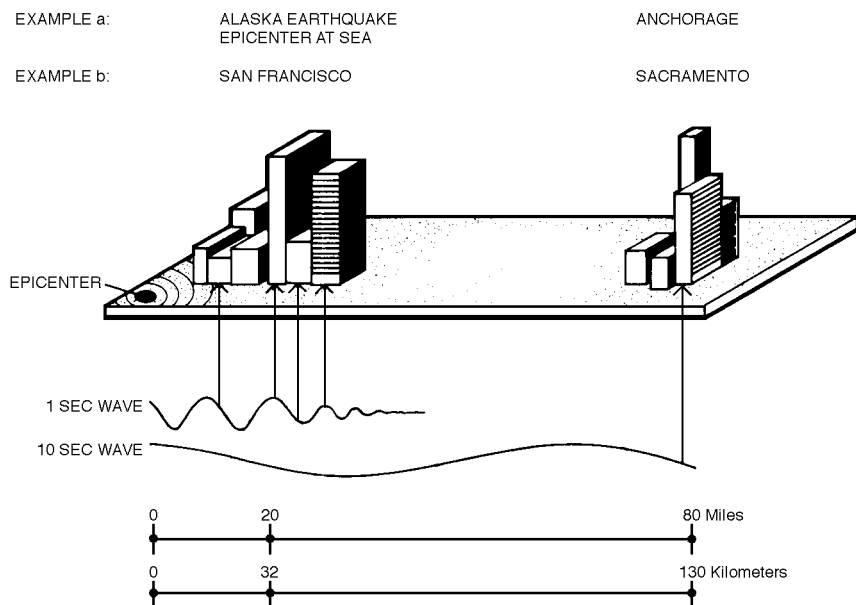 EXAMPLE a:
ALASKA EARTHQUAKE
EPICENTER AT SEA
ANCHORAGE
EXAMPLE b:
SAN FRANCISCO
SACRAMENTO
EPICENTER
1 SEC WAVE
10 SEC WAVE
0 20 80 Miles
0 32 130 Kilometers